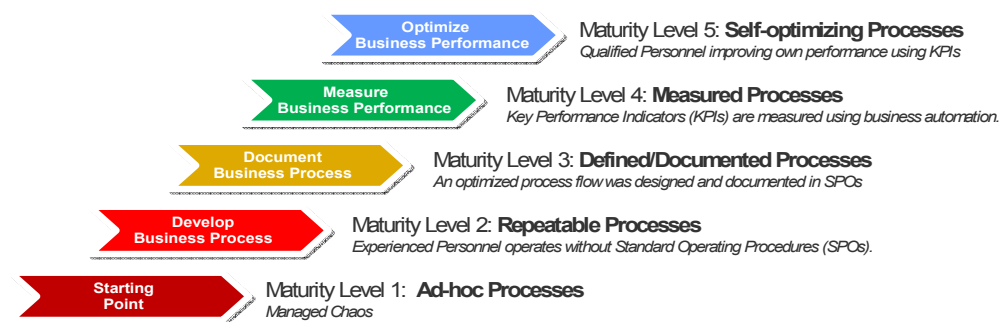 Optimize
Business Performance
Maturity Level 5: Self-optimizing Processes
Qualified Personnel improving own performance using KPIs
Measure
Business Performance
Maturity Level 4: Measured Processes
Key Performance Indicators (KPIs) are measured using business automation.
Document
Business Process
Maturity Level 3: Defined/Documented Processes
An optimized process flow was designed and documented in SPOs
Develop
Business Process
Maturity Level 2: Repeatable Processes
Experienced Personnel operates without Standard Operating Procedures (SPOs).
Starting
Point
Maturity Level 1: Ad-hoc Processes
Managed Chaos